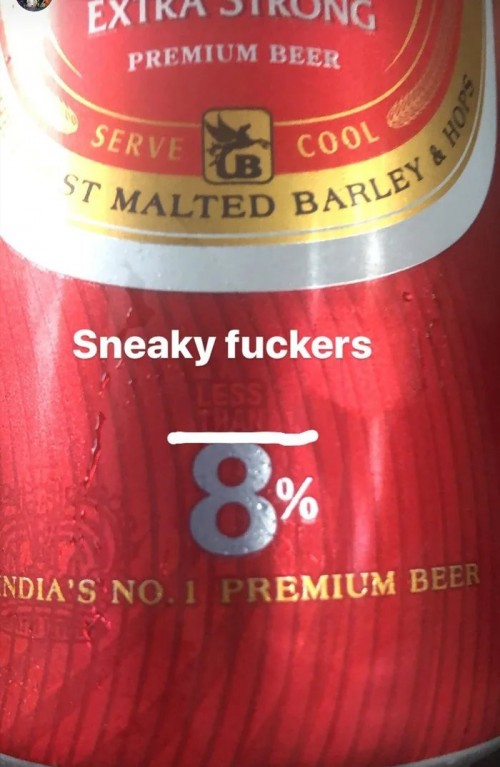 EXTRA STRONG
PREMIUM BEER
SERVE COOL
UB
ST MALTED BARLEY & HOPS
Sneaky fuckers
LESS
THAN
8%
NDIA'S NO.1 PREMIUM BEER